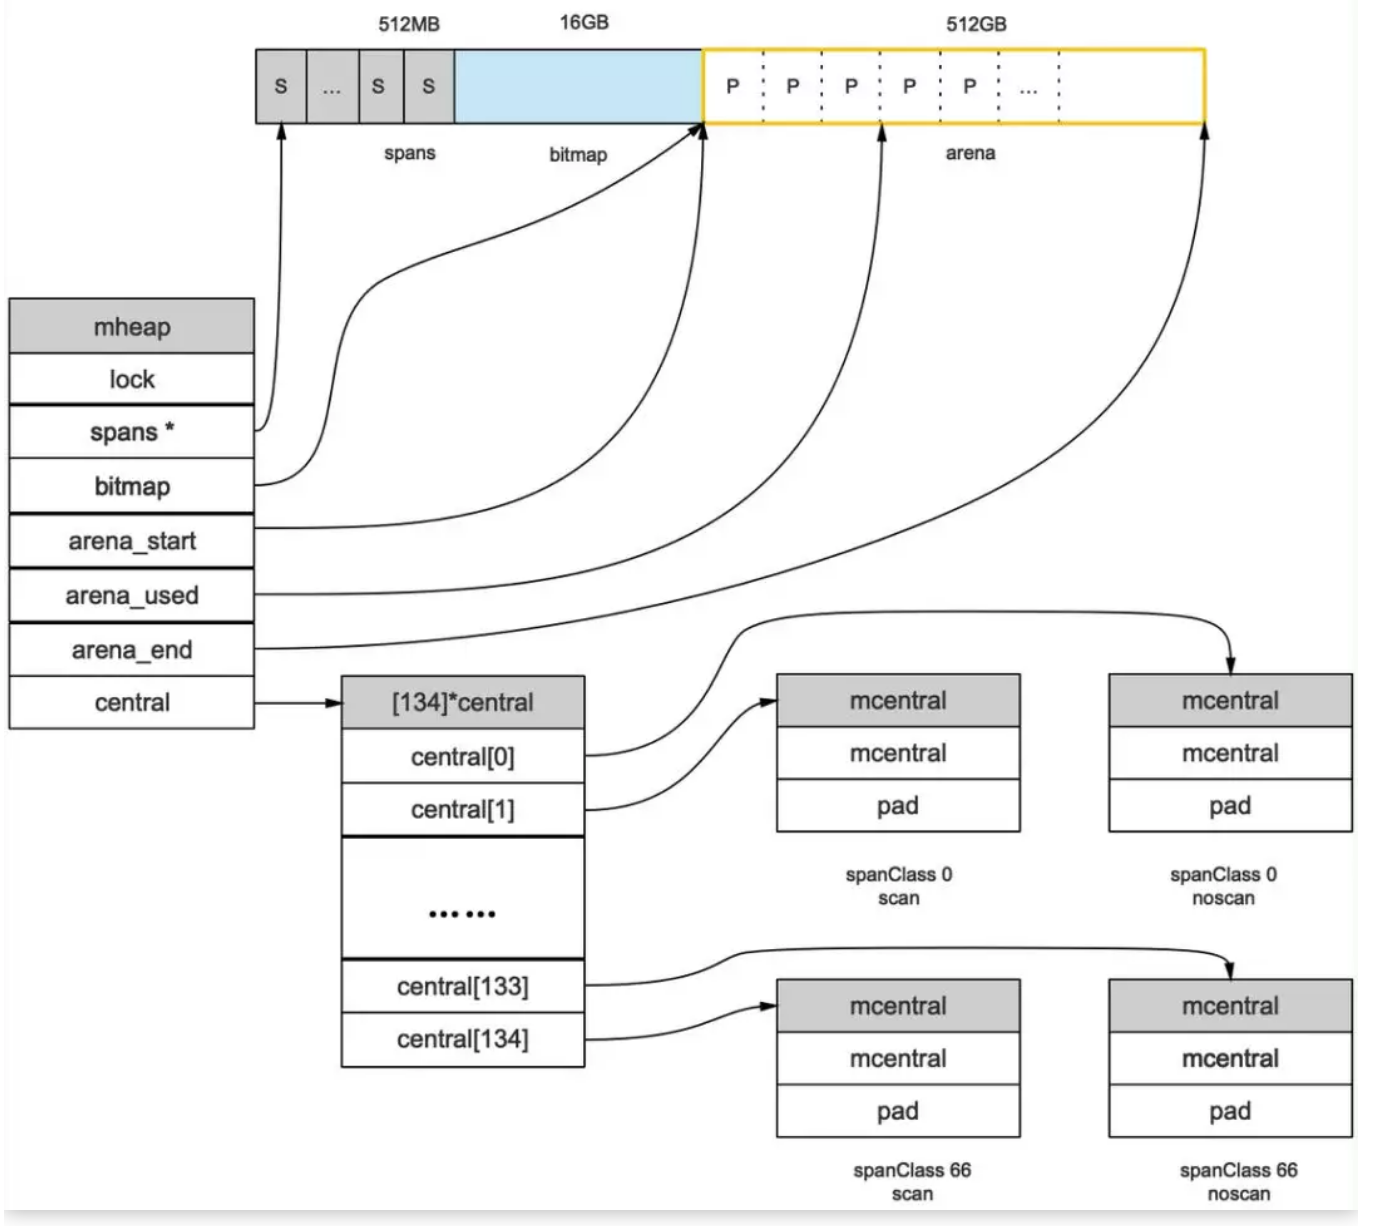 512MB 16GB 512GB
S ... S S P P P P P ...
spans bitmap arena
mheap
lock
spans *
bitmap
arena_start
arena_used
arena_end
central
[134]*central
central[0]
central[1]
......
central[133]
central[134]
mcentral
mcentral
pad
spanClass 0
scan
mcentral
mcentral
pad
spanClass 0
noscan
mcentral
mcentral
pad
spanClass 66
scan
mcentral
mcentral
pad
spanClass 66
noscan